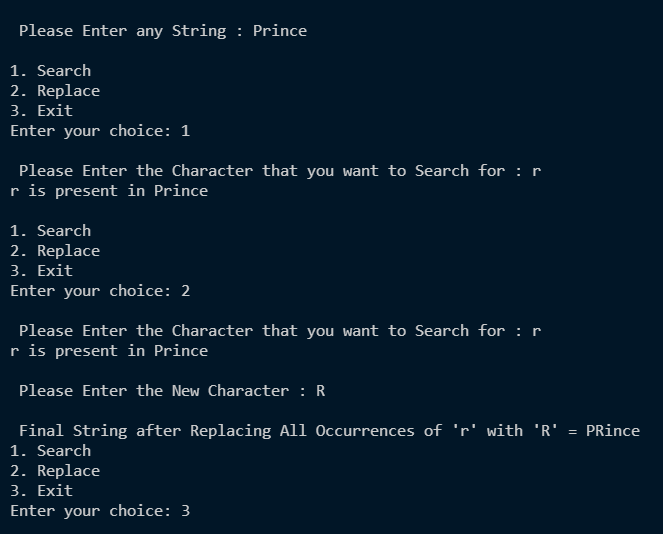 Please Enter any String : Prince
1. Search
2. Replace
3. Exit
Enter your choice: 1
Please Enter the Character that you want to Search for : r
r is present in Prince
1. Search
2. Replace
3. Exit
Enter your choice: 2
Please Enter the Character that you want to Search for : r
r is present in Prince
Please Enter the New Character : R
Final String after Replacing All Occurrences of 'r' with 'R' = PRince
1. Search
2. Replace
3. Exit
Enter your choice: 3